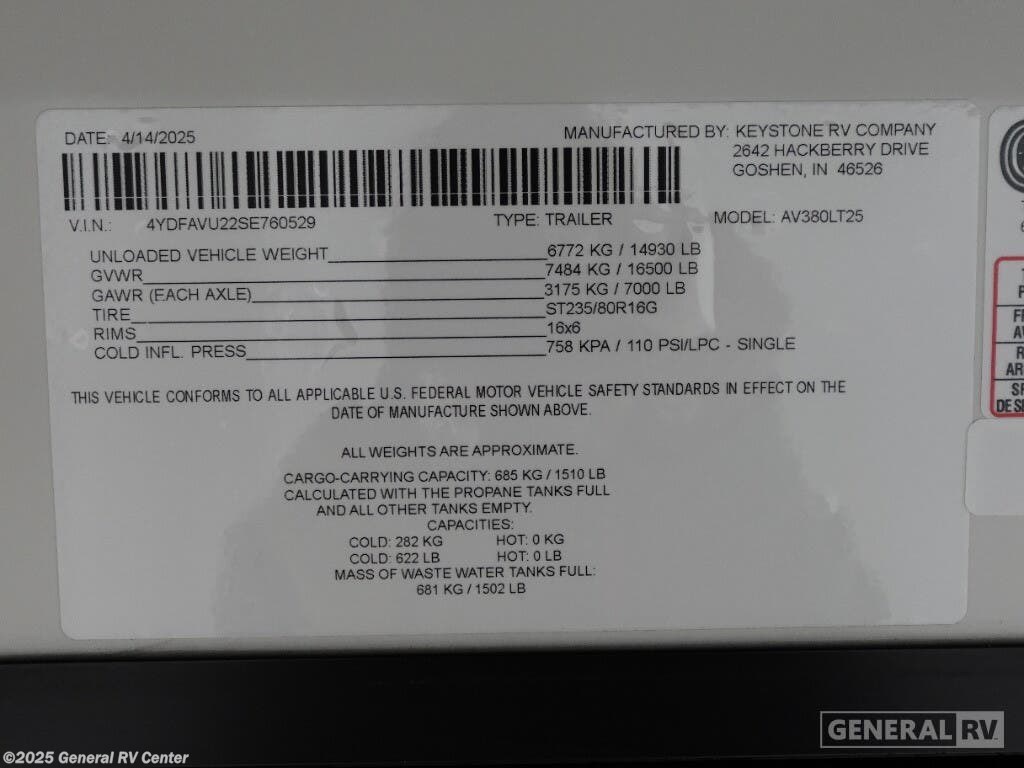 DATE: 4/14/2025
MANUFACTURED BY: KEYSTONE RV COMPANY
2642 HACKBERRY DRIVE
GOSHEN, IN 46526
V.I.N.: 4YDFAVU22SE760529 TYPE: TRAILER MODEL: AV380LT25
UNLOADED VEHICLE WEIGHT 6772 KG / 14930 LB
GVWR 7484 KG / 16500 LB
GAWR (EACH AXLE) 3175 KG / 7000 LB
TIRE ST235/80R16G
RIMS 16x6
COLD INFL. PRESS 758 KPA / 110 PSI/LPC - SINGLE
THIS VEHICLE CONFORMS TO ALL APPLICABLE U.S. FEDERAL MOTOR VEHICLE SAFETY STANDARDS IN EFFECT ON THE
DATE OF MANUFACTURE SHOWN ABOVE.
ALL WEIGHTS ARE APPROXIMATE.
CARGO-CARRYING CAPACITY: 685 KG / 1510 LB
CALCULATED WITH THE PROPANE TANKS FULL
AND ALL OTHER TANKS EMPTY.
CAPACITIES:
COLD: 282 KG HOT: 0 KG
COLD: 622 LB HOT: 0 LB
MASS OF WASTE WATER TANKS FULL:
681 KG / 1502 LB
GENERAL RV
©2025 General RV Center